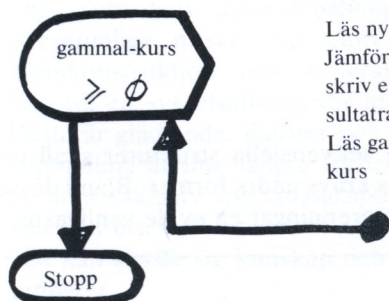 gammal-kurs
≥ ϕ
Läs ny
Jämför
skriv e
sultatra
Läs ga
kurs
Stopp